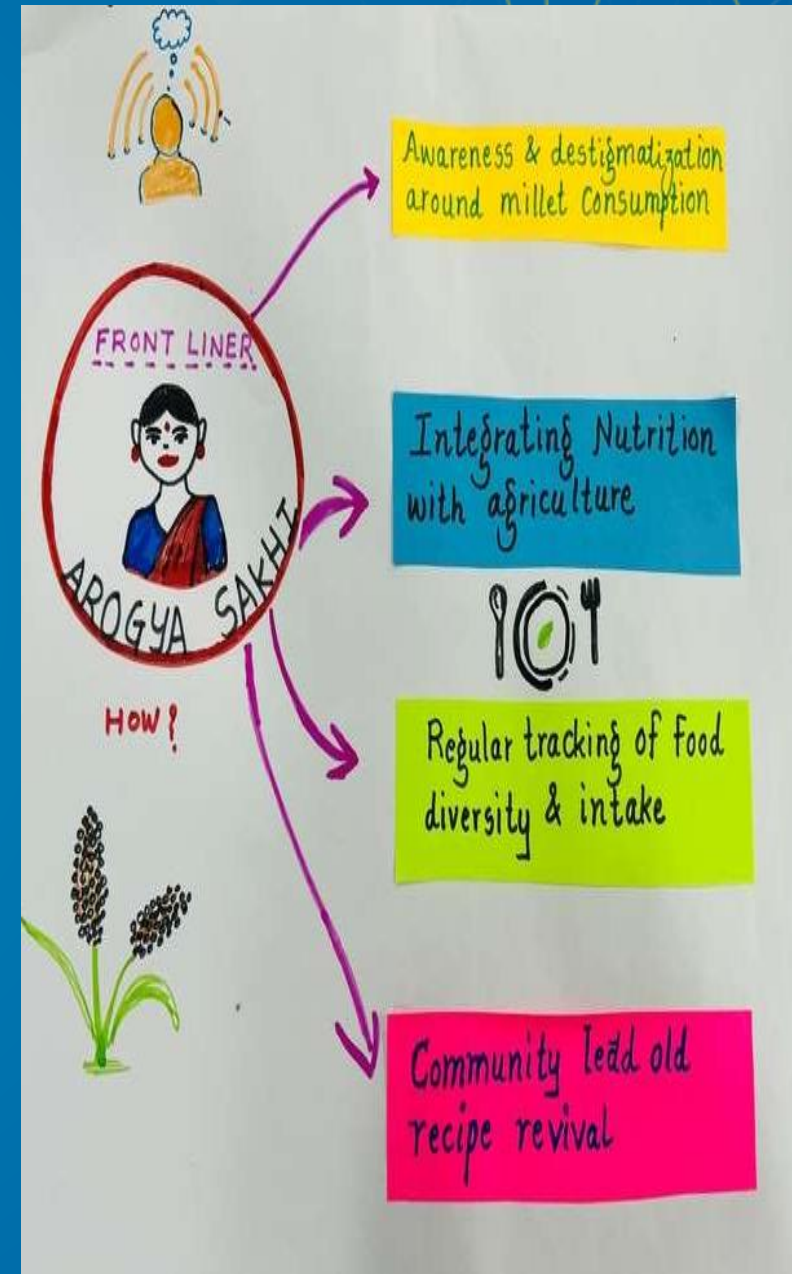 Awareness & destigmatization
around millet Consumption
FRONT LINER
AROGYA SAKHI
Integrating Nutrition
with agriculture
HOW?
Regular tracking of Food
diversity & intake
Community lead old
recipe revival